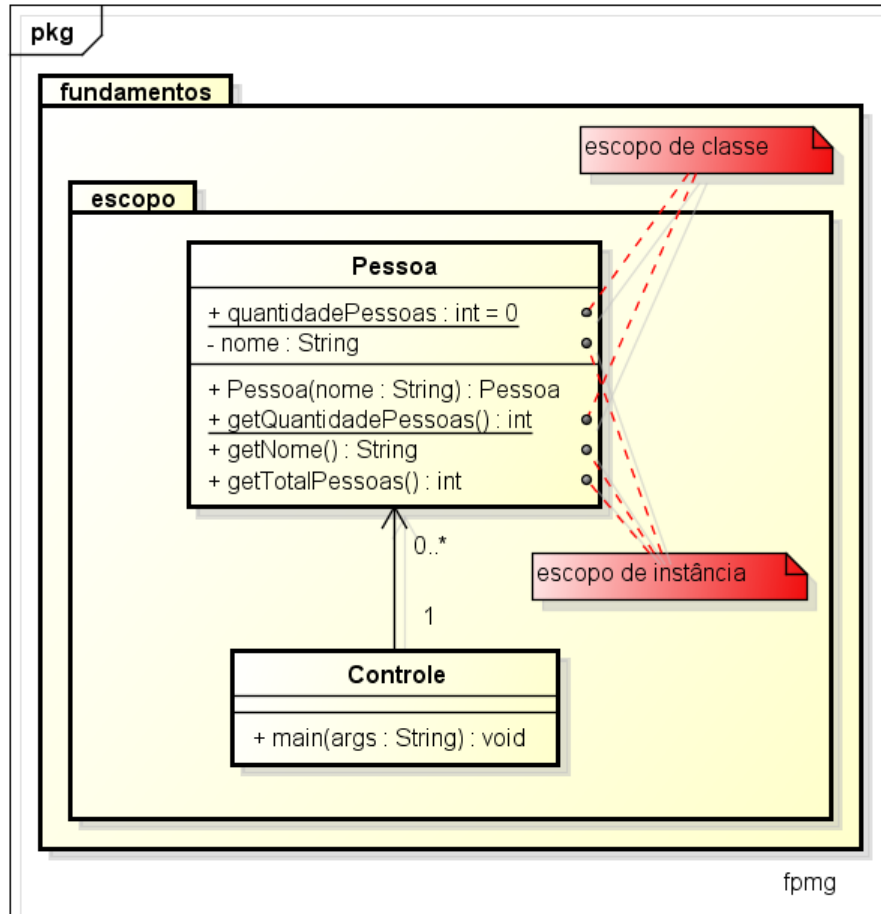 pkg
fundamentos
escopo de classe
escopo
Pessoa
+ quantidadePessoas : int = 0
- nome : String
+ Pessoa(nome : String) : Pessoa
+ getQuantidadePessoas() : int
+ getNome() : String
+ getTotalPessoas() : int
0..*
escopo de instância
1
Controle
+ main(args : String) : void
fpmg